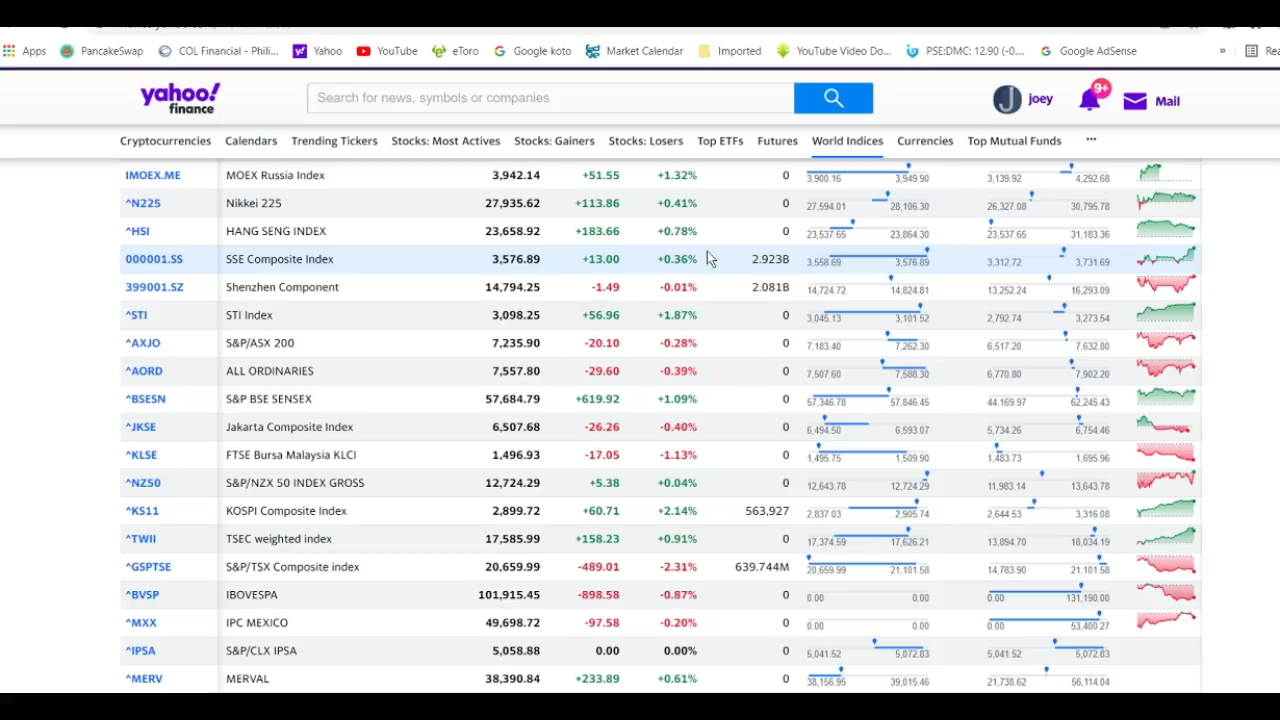 Apps PancakeSwap COL Financial - Phili... Yahoo YouTube eToro Google koto Market Calendar Imported YouTube Video Do... PSE:DMC: 12.90 (-0.... Google AdSense » Rea
yahoo! finance Search for news, symbols or companies joey 9+ Mail
Cryptocurrencies Calendars Trending Tickers Stocks: Most Actives Stocks: Gainers Stocks: Losers Top ETFs Futures World Indices Currencies Top Mutual Funds ...
IMOEX.ME MOEX Russia Index 3,942.14 +51.55 +1.32% 0 3,900.16 3,949.90 3,139.92 4,292.68
^N225 Nikkei 225 27,935.62 +113.86 +0.41% 0 27,594.01 28,106.30 26,327.08 30,795.78
^HSI HANG SENG INDEX 23,658.92 +183.66 +0.78% 0 23,537.65 23,864.30 23,537.65 31,183.36
000001.SS SSE Composite Index 3,576.89 +13.00 +0.36% 2.923B 3,558.69 3,576.89 3,312.72 3,731.69
399001.SZ Shenzhen Component 14,794.25 -1.49 -0.01% 2.081B 14,724.72 14,824.81 13,252.24 16,293.09
^STI STI Index 3,098.25 +56.96 +1.87% 0 3,045.13 3,101.52 2,792.74 3,273.54
^AXJO S&P/ASX 200 7,235.90 -20.10 -0.28% 0 7,183.40 7,262.30 6,517.20 7,632.80
^AORD ALL ORDINARIES 7,557.80 -29.60 -0.39% 0 7,507.60 7,588.30 6,770.80 7,902.20
^BSESN S&P BSE SENSEX 57,684.79 +619.92 +1.09% 0 57,346.78 57,846.45 44,169.97 62,245.43
^JKSE Jakarta Composite Index 6,507.68 -26.26 -0.40% 0 6,494.50 6,593.07 5,734.26 6,754.46
^KLSE FTSE Bursa Malaysia KLCI 1,496.93 -17.05 -1.13% 0 1,495.75 1,509.90 1,483.73 1,695.96
^NZ50 S&P/NZX 50 INDEX GROSS 12,724.29 +5.38 +0.04% 0 12,643.78 12,724.29 11,983.14 13,643.78
^KS11 KOSPI Composite Index 2,899.72 +60.71 +2.14% 563,927 2,837.03 2,905.74 2,644.53 3,316.08
^TWII TSEC weighted index 17,585.99 +158.23 +0.91% 0 17,374.59 17,626.21 13,894.70 18,034.19
^GSPTSE S&P/TSX Composite index 20,659.99 -489.01 -2.31% 639.744M 20,659.99 21,101.58 14,783.90 21,101.58
^BVSP IBOVESPA 101,915.45 -898.58 -0.87% 0 0.00 0.00 0.00 131,190.00
^MXX IPC MEXICO 49,698.72 -97.58 -0.20% 0 0.00 0.00 0.00 53,400.27
^IPSA S&P/CLX IPSA 5,058.88 0.00 0.00% 0 5,041.52 5,072.83 5,041.52 5,072.83
^MERV MERVAL 38,390.84 +233.89 +0.61% 0 38,156.95 39,015.46 21,738.62 56,114.04